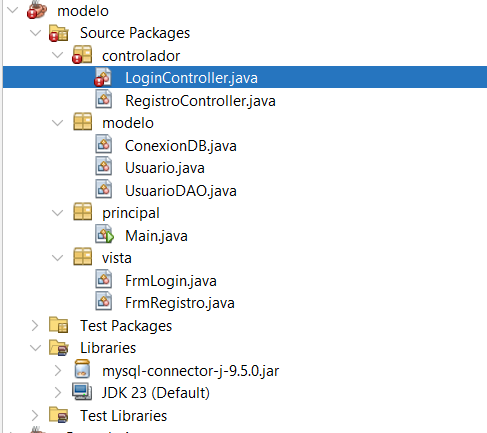 modelo
Source Packages
controlador
LoginController.java
RegistroController.java
modelo
ConexionDB.java
Usuario.java
UsuarioDAO.java
principal
Main.java
vista
FrmLogin.java
FrmRegistro.java
Test Packages
Libraries
mysql-connector-j-9.5.0.jar
JDK 23 (Default)
Test Libraries